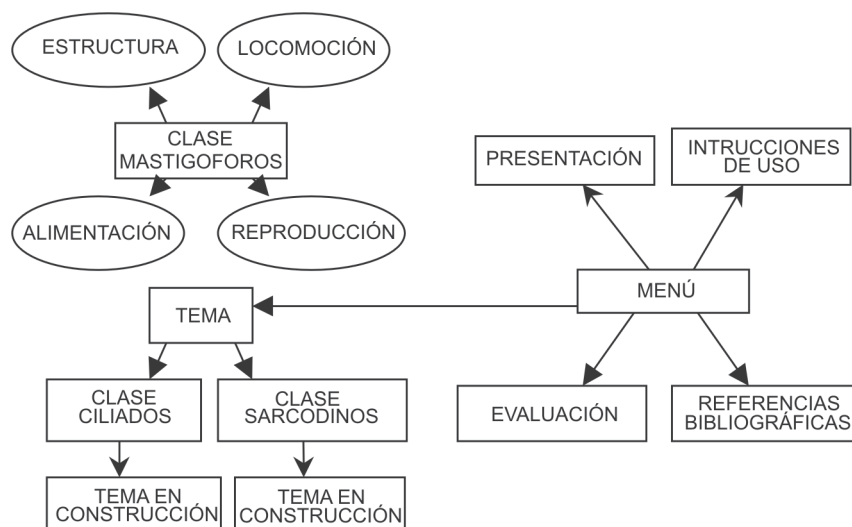 ESTRUCTURA
LOCOMOCIÓN
CLASE
MASTIGOFOROS
ALIMENTACIÓN
REPRODUCCIÓN
PRESENTACIÓN
INTRUCCIONES
DE USO
MENÚ
TEMA
CLASE
CILIADOS
CLASE
SARCODINOS
EVALUACIÓN
REFERENCIAS
BIBLIOGRÁFICAS
TEMA EN
CONSTRUCCIÓN
TEMA EN
CONSTRUCCIÓN